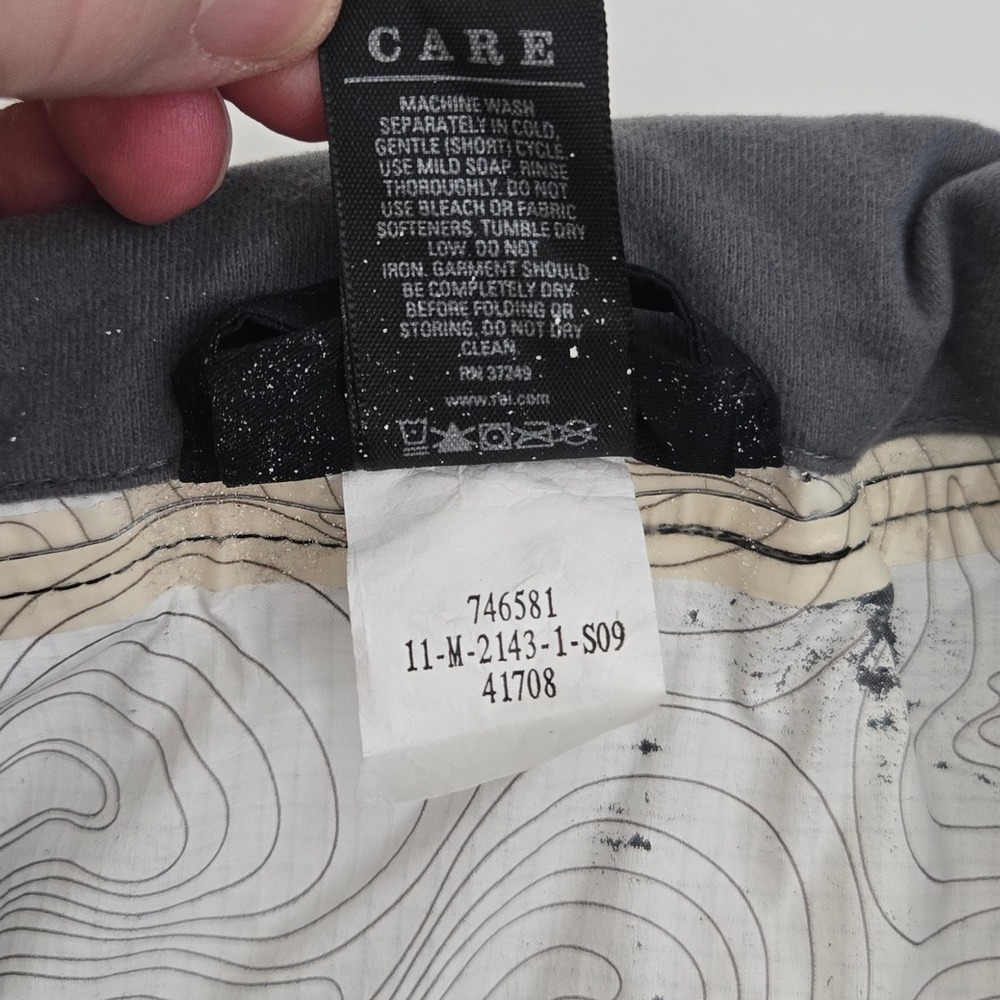 CARE
MACHINE WASH
SEPARATELY IN COLD,
GENTLE (SHORT) CYCLE.
USE MILD SOAP. RINSE
THOROUGHLY. DO NOT
USE BLEACH OR FABRIC
SOFTENERS. TUMBLE DRY
LOW. DO NOT
IRON. GARMENT SHOULD
BE COMPLETELY DRY
BEFORE FOLDING OR
STORING. DO NOT DRY
CLEAN.
RN 37249
www.rei.com
746581
11-M-2143-1-S09
41708